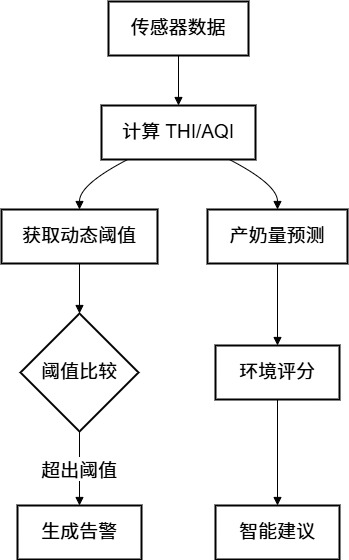 传感器数据
计算 THI/AQI
获取动态阈值
产奶量预测
阈值比较
环境评分
超出阈值
生成告警
智能建议